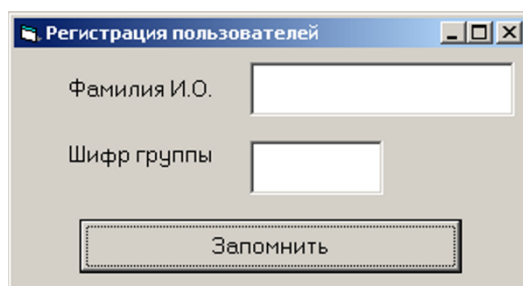 Регистрация пользователей
Фамилия И.О.
Шифр группы
Запомнить